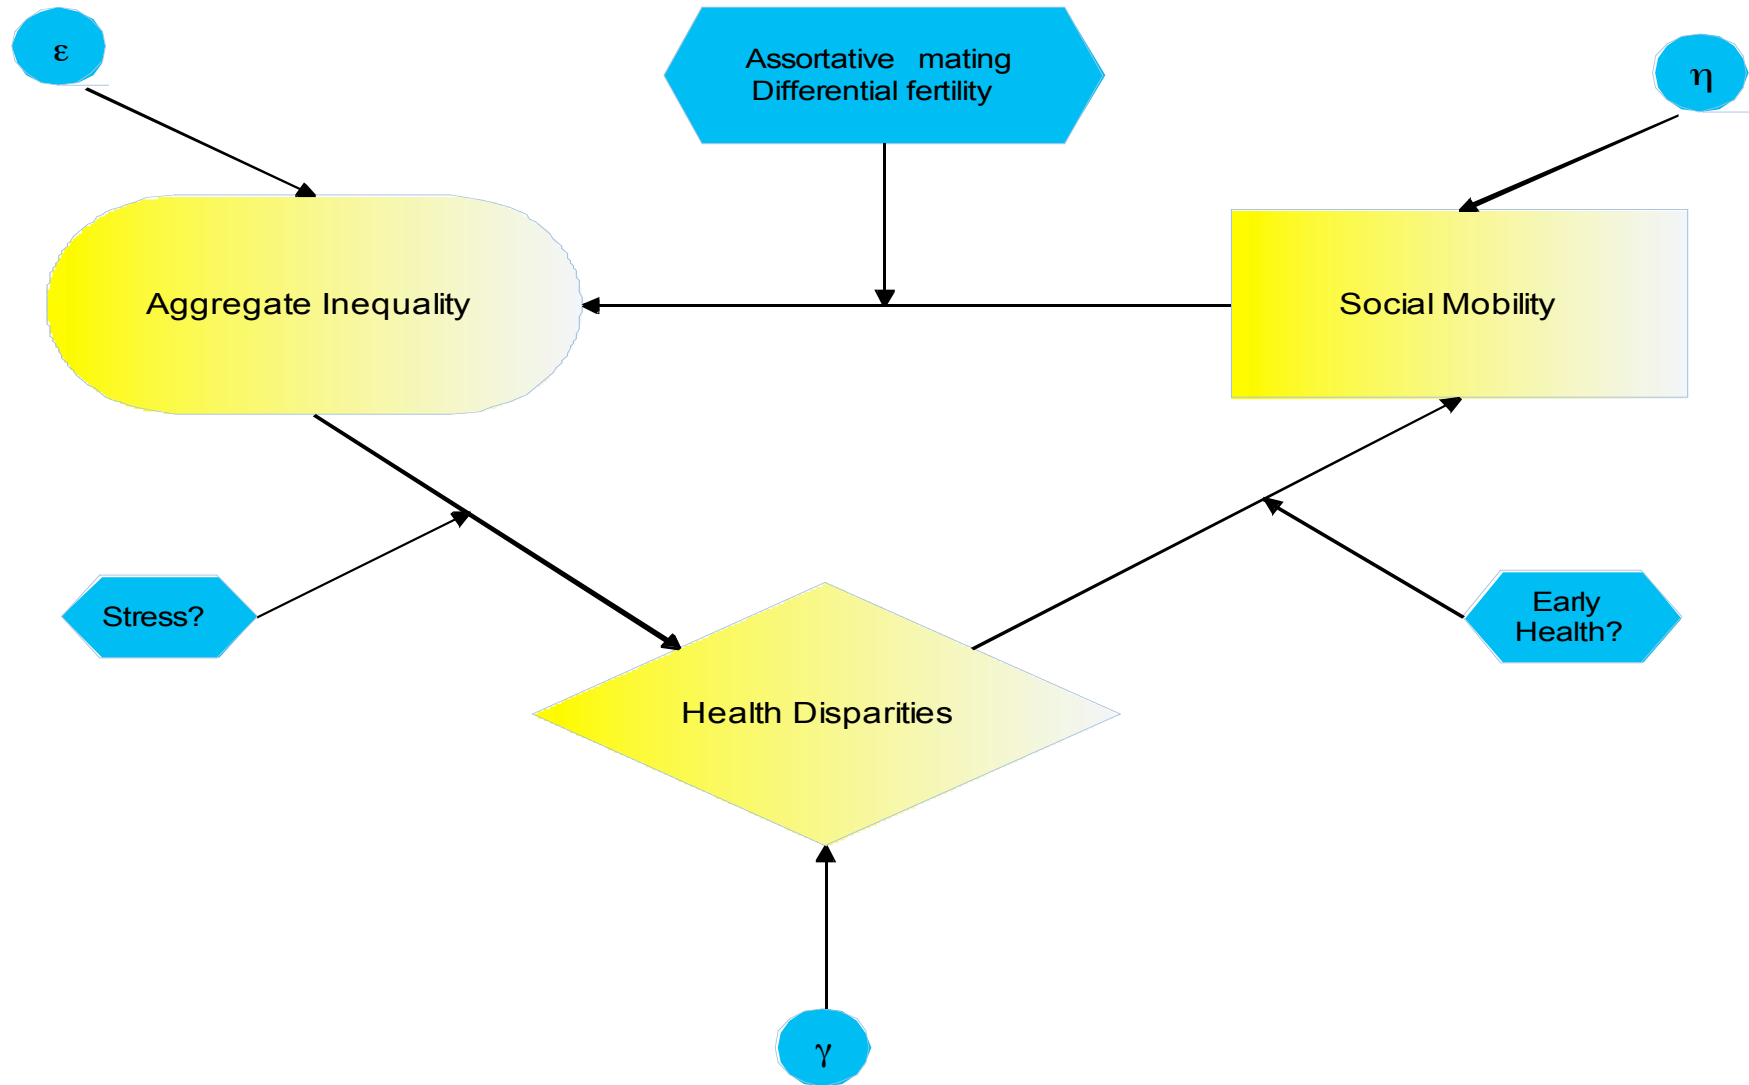 ε
Assortative mating
Differential fertility
η
Aggregate Inequality
Social Mobility
Stress?
Early
Health?
Health Disparities
γ